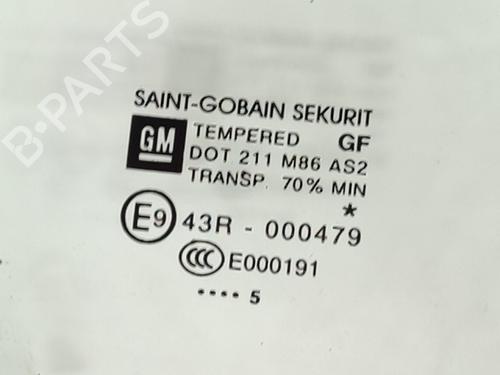 B-PARTS
SAINT-GOBAIN SEKURIT
GM TEMPERED GF
DOT 211 M86 AS2
TRANSP. 70% MIN
*
E9 43R - 000479
CCC E000191
•••• 5